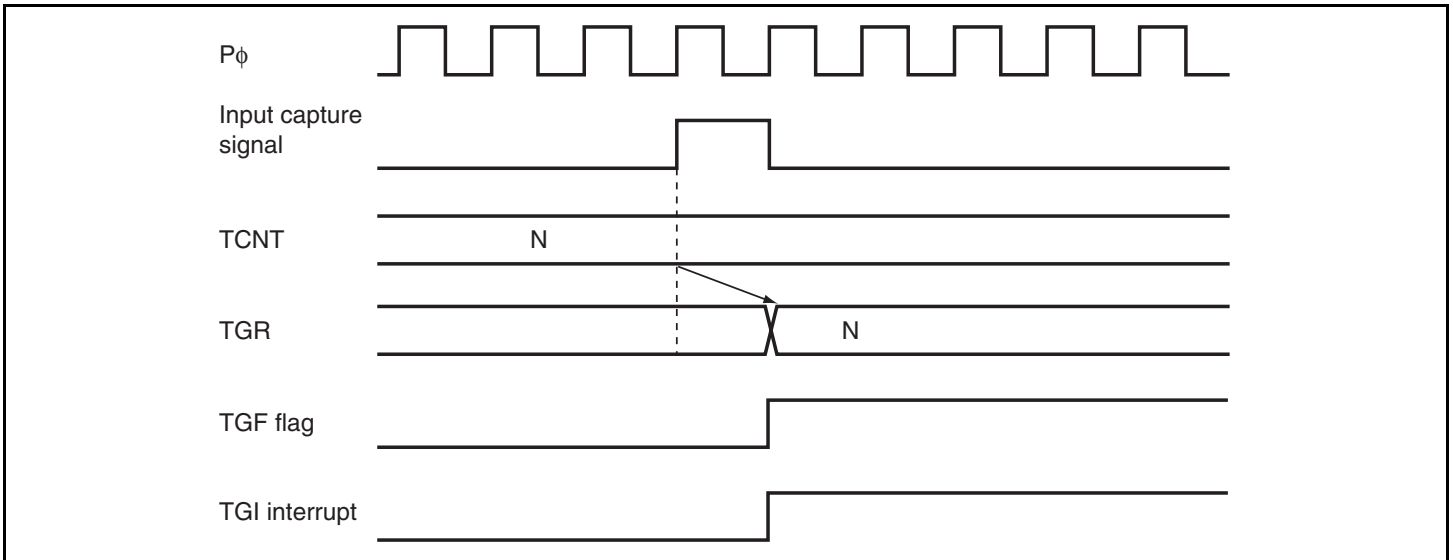 Pϕ
Input capture
signal
TCNT
N
TGR
N
TGF flag
TGI interrupt